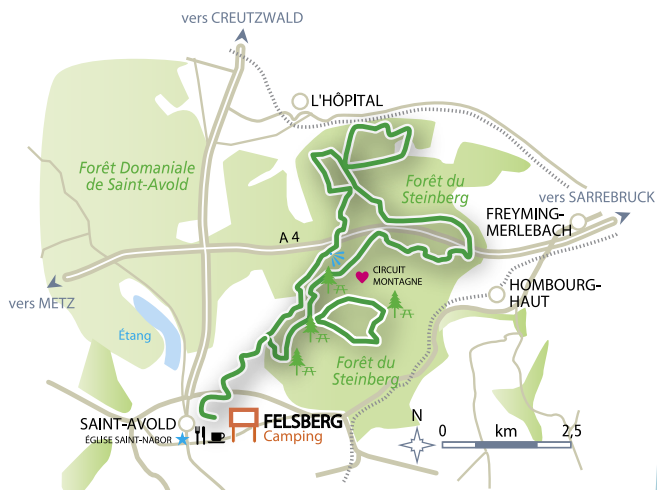 vers CREUTZWALD
L'HÔPITAL
Forêt Domaniale
de Saint-Avold
Forêt du
Steinberg
vers SARREBRUCK
FREYMING-
MERLEBACH
A 4
CIRCUIT
MONTAGNE
HOMBOURG-
HAUT
vers METZ
Étang
Forêt du
Steinberg
SAINT-AVOLD
ÉGLISE SAINT-NABOR
FELSBERG
Camping
N
0 km 2,5